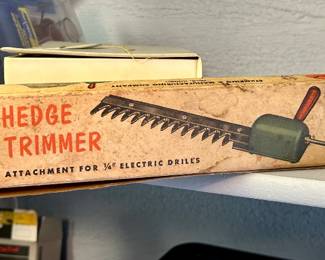 HEDGE
TRIMMER
ATTACHMENT FOR ¼" ELECTRIC DRILLS